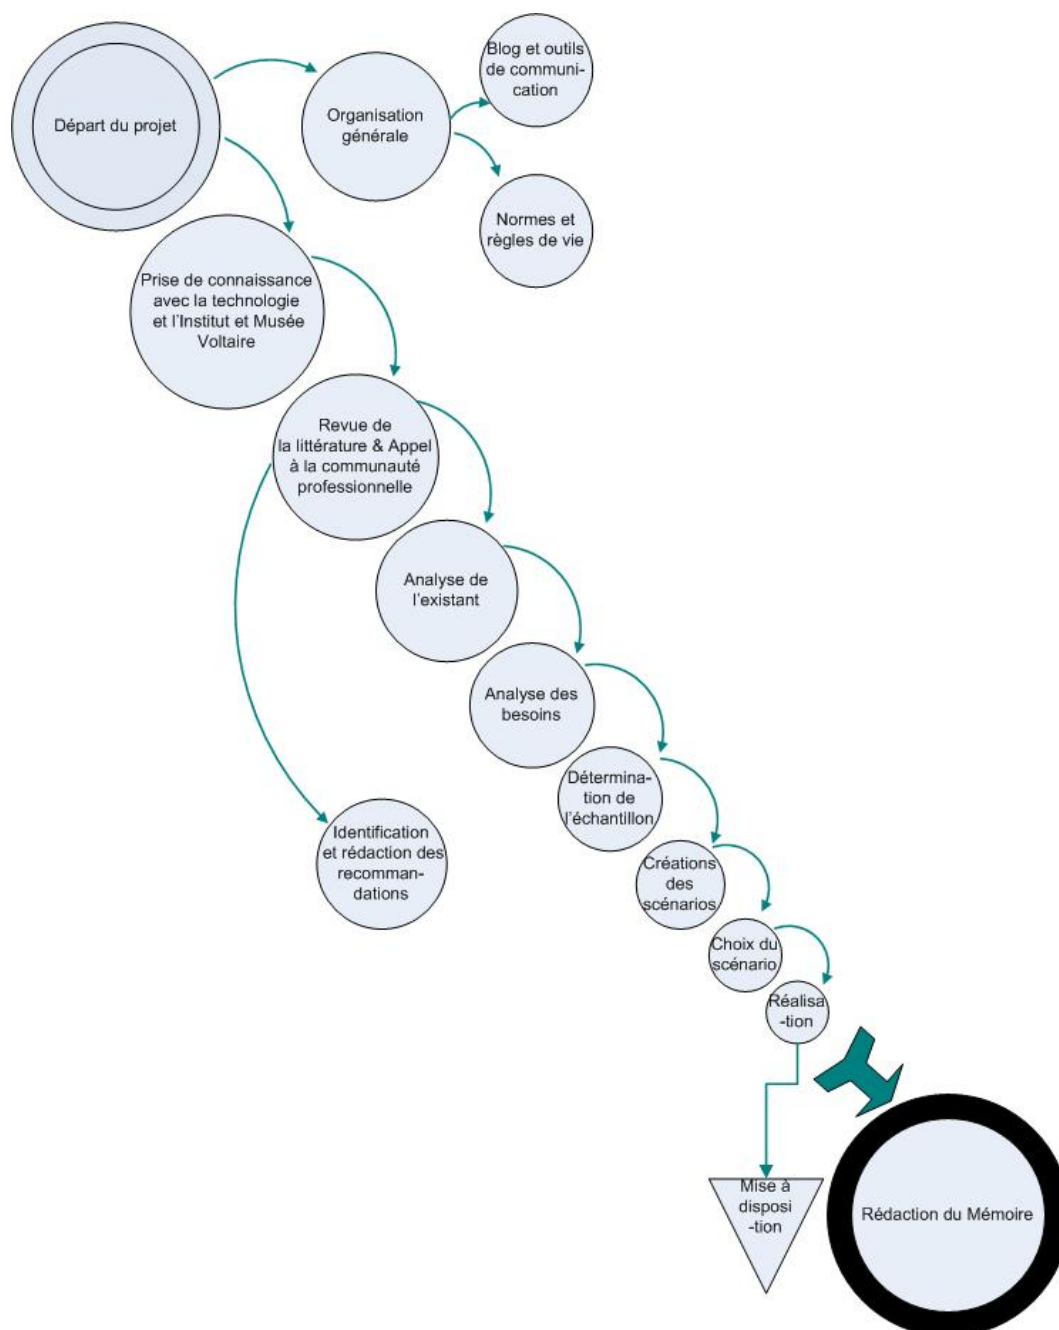 Départ du projet
Organisation
générale
Blog et outils
de communi-
cation
Normes et
règles de vie
Prise de connaissance
avec la technologie
et l'Institut et Musée
Voltaire
Revue de
la littérature & Appel
à la communauté
professionnelle
Analyse de
l'existant
Analyse des
besoins
Détermina-
tion de
l'échantillon
Identification
et rédaction des
recomman-
dations
Créations
des
scénarios
Choix du
scénario
Réalisa
-tion
Mise à
disposi
-tion
Rédaction du Mémoire